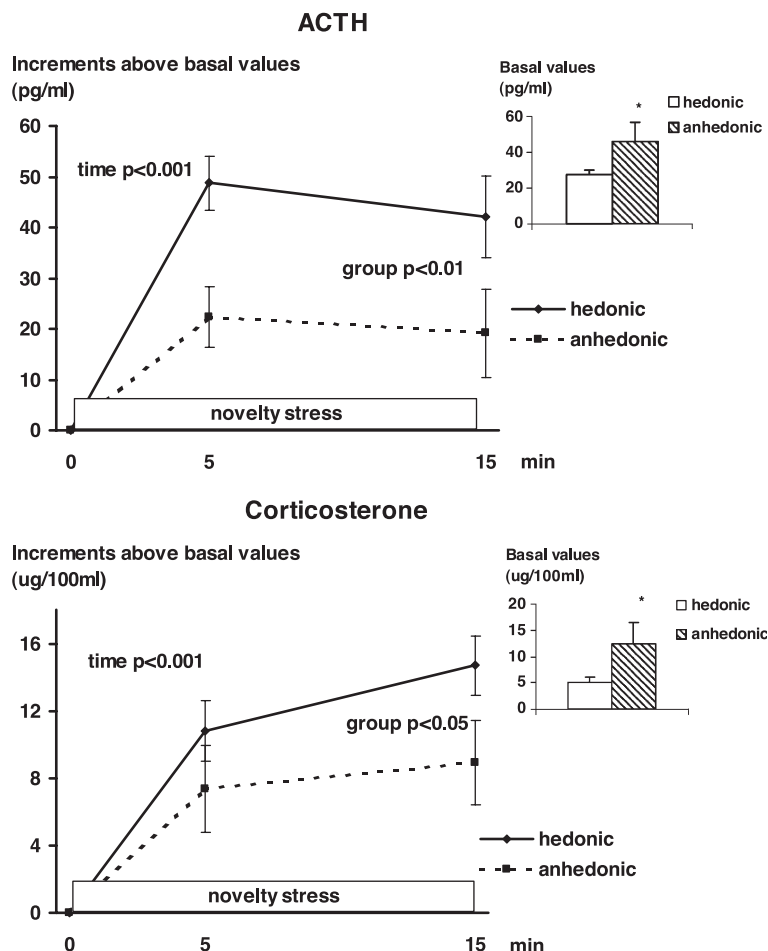 ACTH
Increments above basal values
(pg/ml)
Basal values
(pg/ml)
hedonic
anhedonic
*
60
40
20
0
60
50
40
30
20
10
0
time p<0.001
group p<0.01
hedonic
anhedonic
novelty stress
0 5 15 min
Corticosterone
Increments above basal values
(ug/100ml)
Basal values
(ug/100ml)
hedonic
anhedonic
*
20
15
10
5
0
16
12
8
4
0
time p<0.001
group p<0.05
hedonic
anhedonic
novelty stress
0 5 15 min